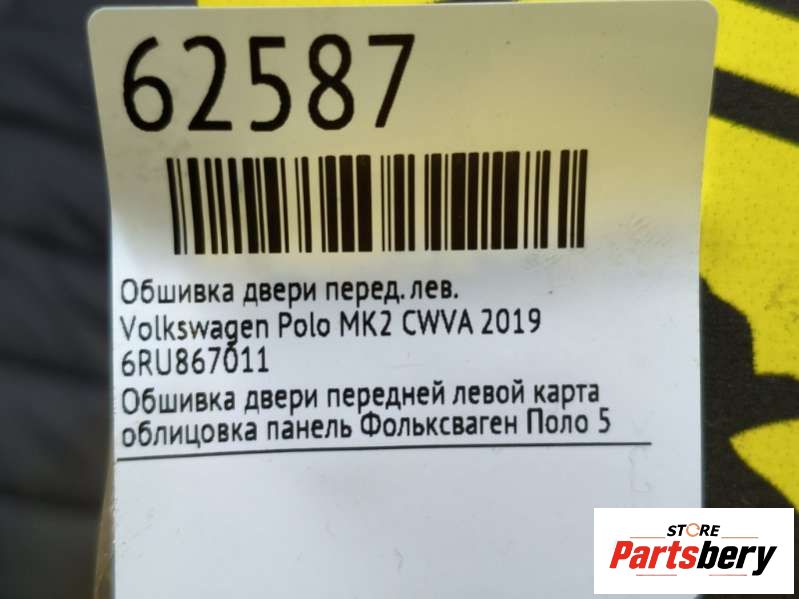 62587
Обшивка двери перед. лев.
Volkswagen Polo MK2 CWVA 2019
6RU867011
Обшивка двери передней левой карта
облицовка панель Фольксваген Поло 5
STORE
Partsbery